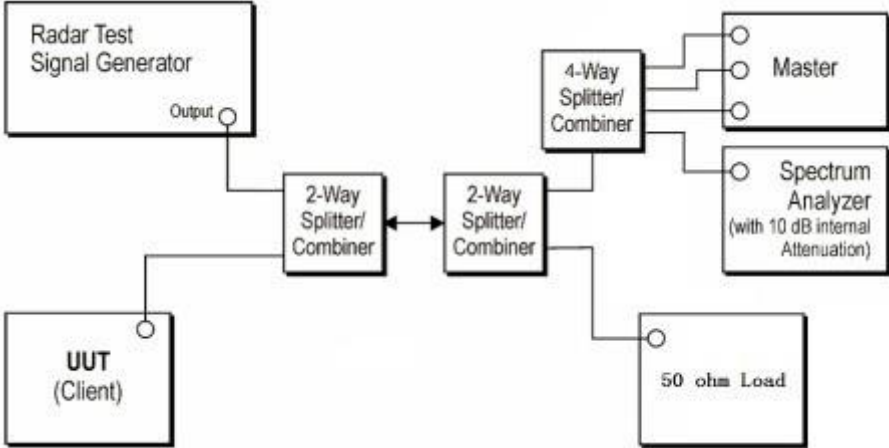 Radar Test
Signal Generator
Output
4-Way
Splitter/
Combiner
Master
Spectrum
Analyzer
(with 10 dB internal
Attenuation)
2-Way
Splitter/
Combiner
2-Way
Splitter/
Combiner
UUT
(Client)
50 ohm Load